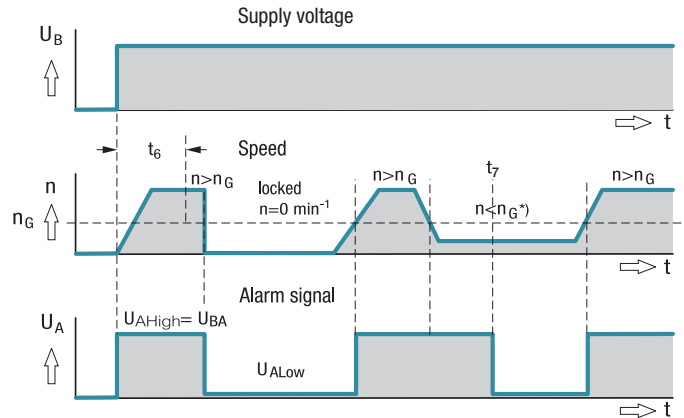 Supply voltage
U_B
t
t_6
Speed
t_7
n>n_G
n>n_G
n>n_G
n
locked
n=0 min⁻¹
n<n_G*)
n_G
t
Alarm signal
U_A
U_AHigh= U_BA
U_ALow
t